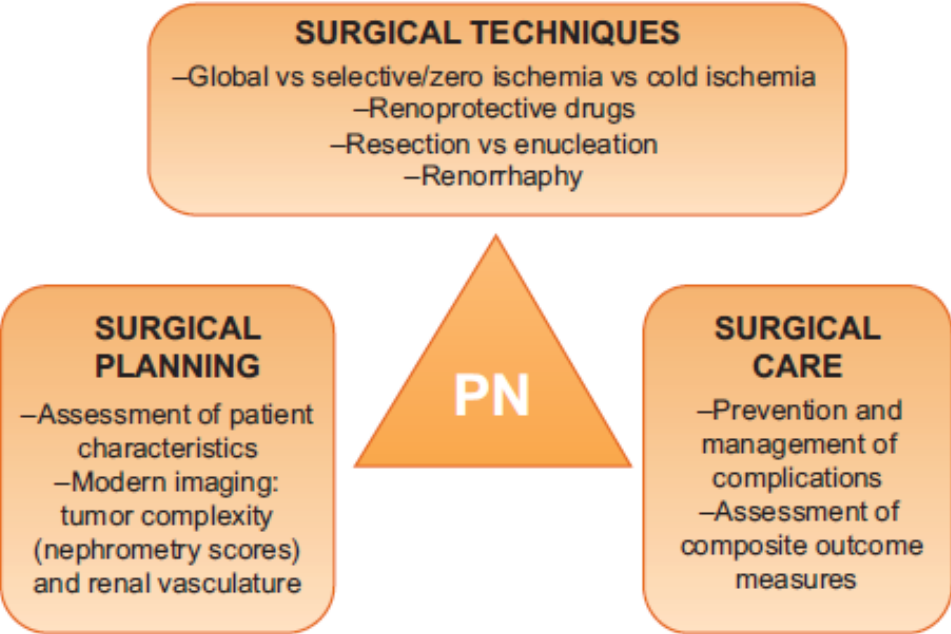 SURGICAL TECHNIQUES
–Global vs selective/zero ischemia vs cold ischemia
–Renoprotective drugs
–Resection vs enucleation
–Renorrhaphy
SURGICAL
PLANNING
–Assessment of patient
characteristics
–Modern imaging:
tumor complexity
(nephrometry scores)
and renal vasculature
PN
SURGICAL
CARE
–Prevention and
management of
complications
–Assessment of
composite outcome
measures